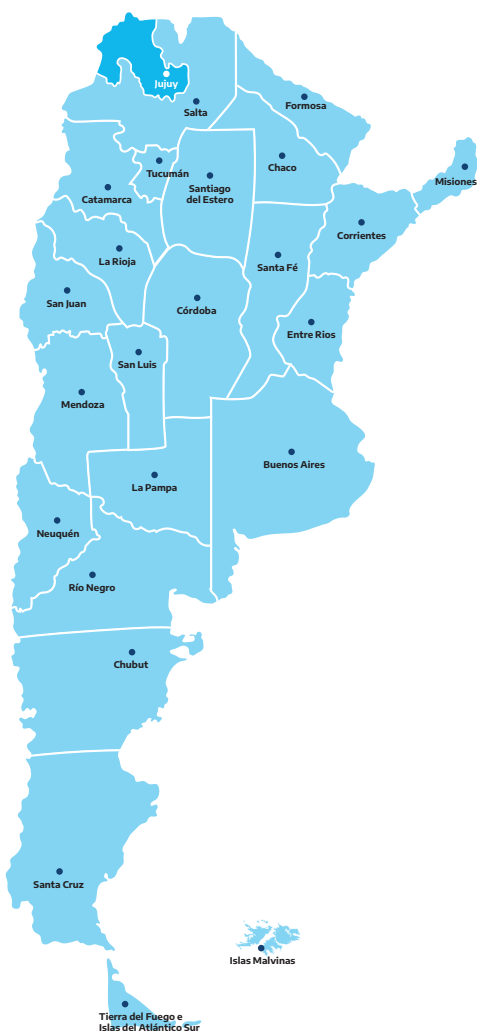 Jujuy
Formosa
Salta
Chaco
Tucumán
Misiones
Santiago
del Estero
Catamarca
Corrientes
La Rioja
Santa Fé
San Juan
Córdoba
Entre Rios
San Luis
Mendoza
Buenos Aires
La Pampa
Neuquén
Río Negro
Chubut
Santa Cruz
Islas Malvinas
Tierra del Fuego e
Islas del Atlántico Sur